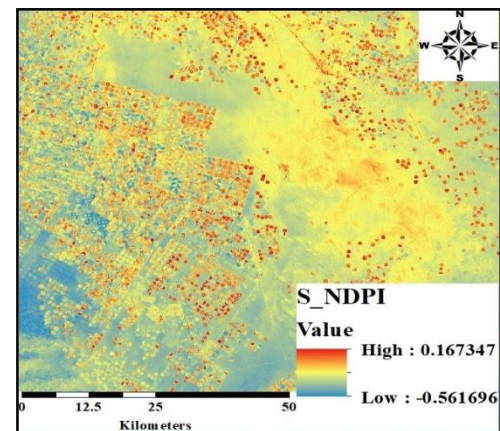 N
W E
S
S_NDPI
Value
High : 0.167347
Low : -0.561696
0 12.5 25 50
Kilometers